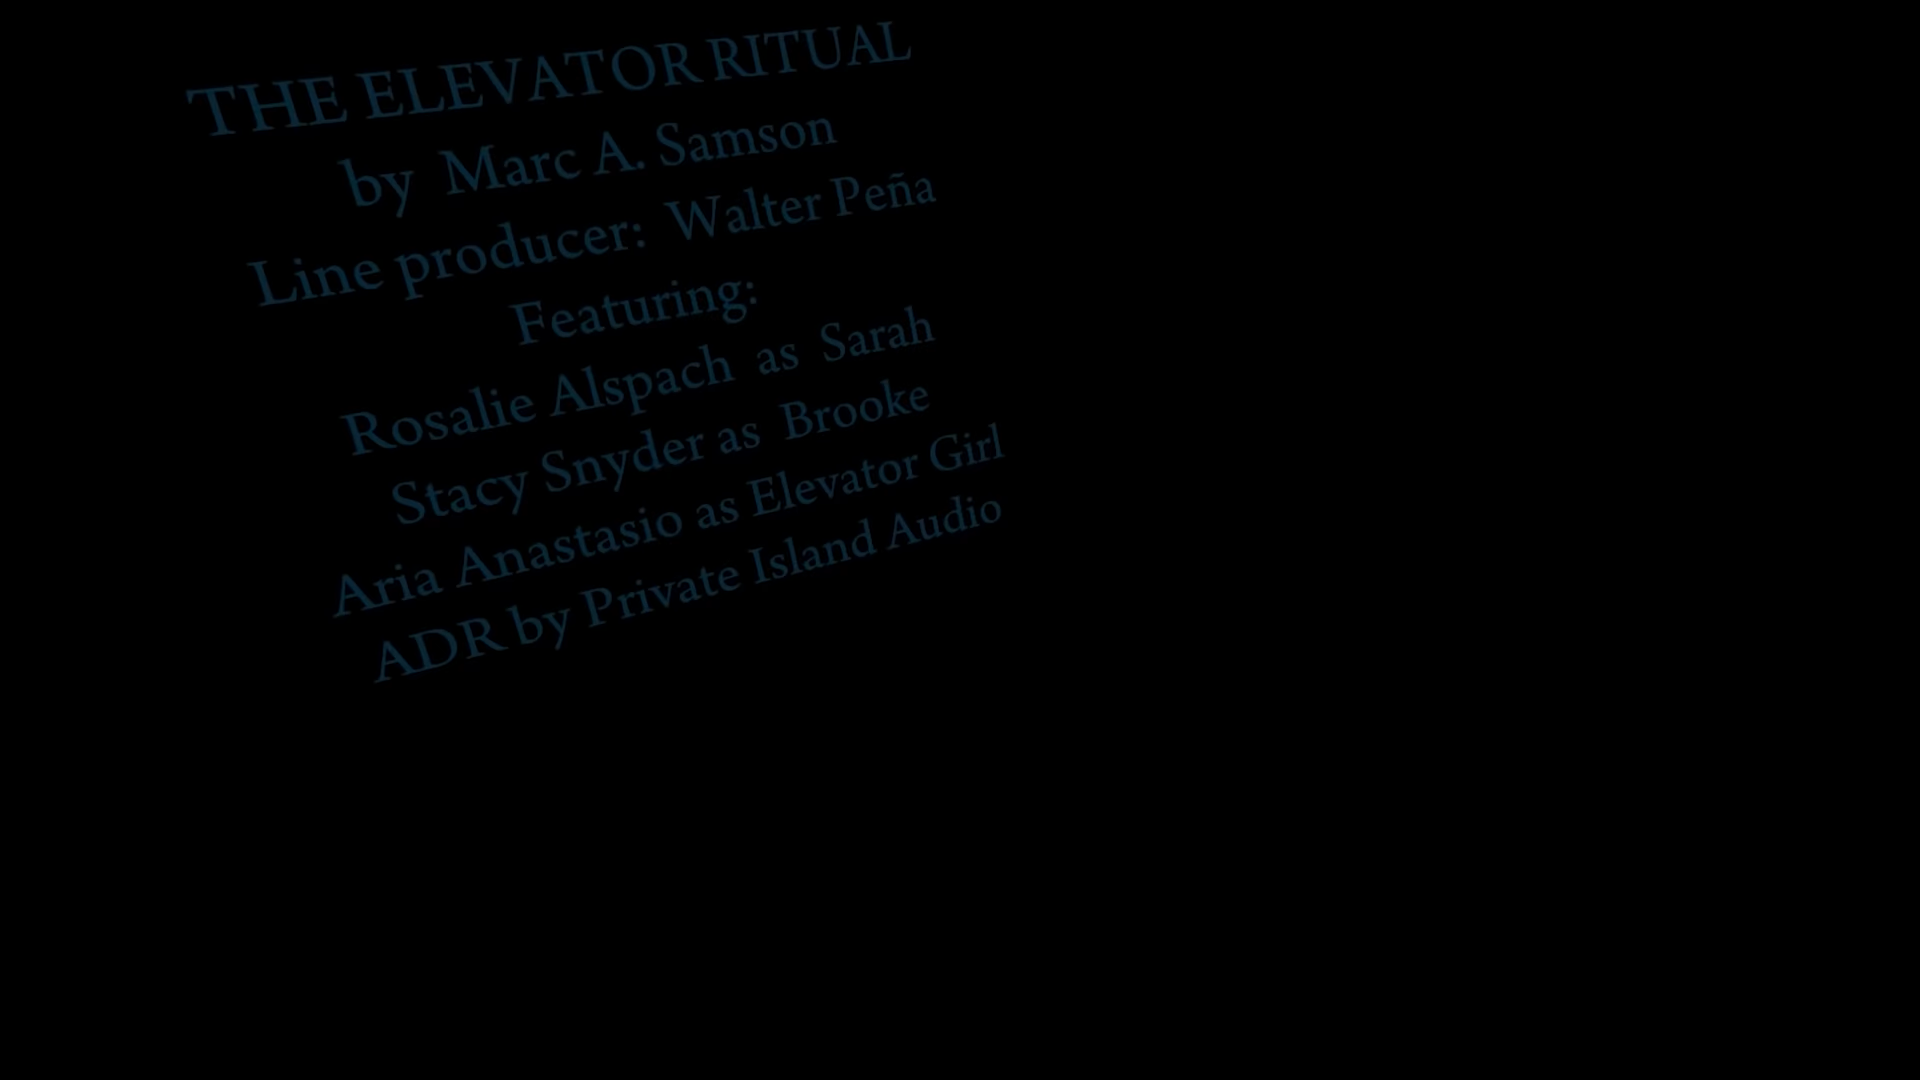 THE ELEVATOR RITUAL
by Marc A. Samson
Line producer: Walter Peña
Featuring:
Rosalie Alspach as Sarah
Stacy Snyder as Brooke
Aria Anastasio as Elevator Girl
ADR by Private Island Audio